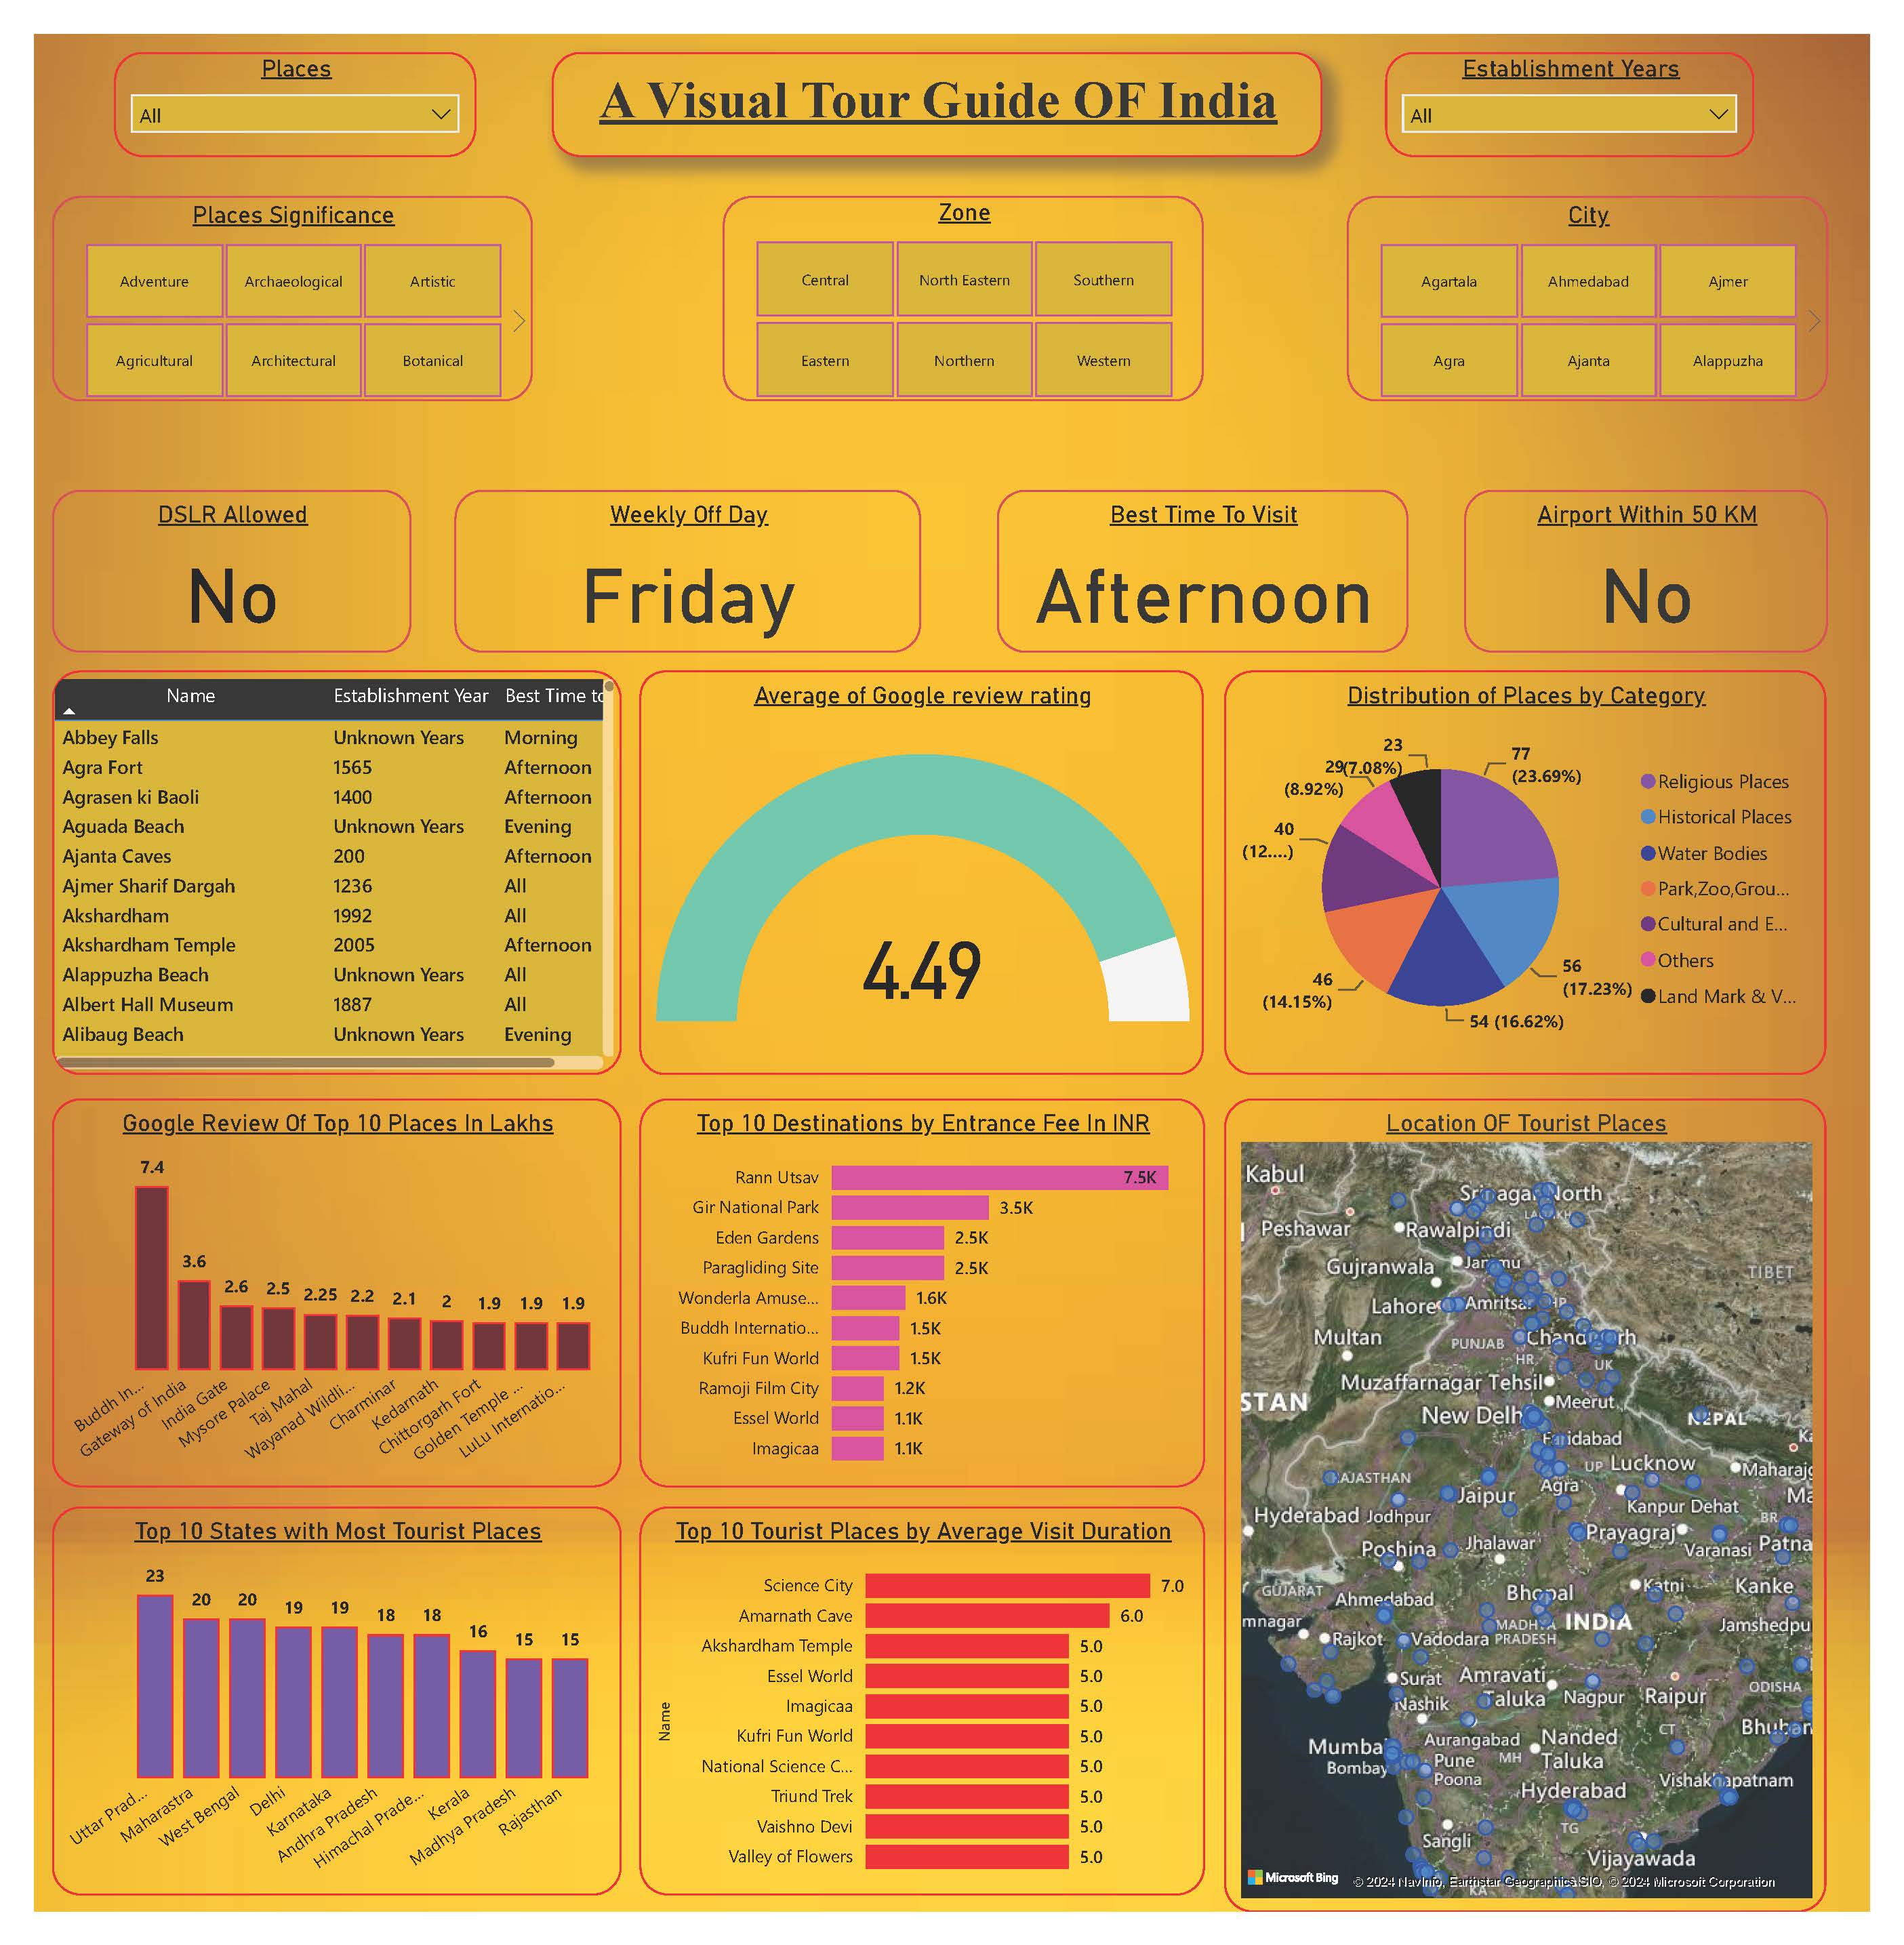 Places
All
A Visual Tour Guide OF India
Establishment Years
All
Places Significance
Adventure Archaeological Artistic
Agricultural Architectural Botanical
Zone
Central North Eastern Southern
Eastern Northern Western
City
Agartala Ahmedabad Ajmer
Agra Ajanta Alappuzha
DSLR Allowed
No
Weekly Off Day
Friday
Best Time To Visit
Afternoon
Airport Within 50 KM
No
Name Establishment Year Best Time to
Abbey Falls Unknown Years Morning
Agra Fort 1565 Afternoon
Agrasen ki Baoli 1400 Afternoon
Aguada Beach Unknown Years Evening
Ajanta Caves 200 Afternoon
Ajmer Sharif Dargah 1236 All
Akshardham 1992 All
Akshardham Temple 2005 Afternoon
Alappuzha Beach Unknown Years All
Albert Hall Museum 1887 All
Alibaug Beach Unknown Years Evening
Average of Google review rating
4.49
Distribution of Places by Category
23
(7.08%)
77
(23.69%)
29
(8.92%)
40
(12....)
46
(14.15%)
54 (16.62%)
56
(17.23%)
Religious Places
Historical Places
Water Bodies
Park,Zoo,Grou...
Cultural and E...
Others
Land Mark & V...
Google Review Of Top 10 Places In Lakhs
7.4
3.6
2.6
2.5
2.25
2.2
2.1
2
1.9
1.9
1.9
Buddh In...
Gateway of India
India Gate
Mysore Palace
Taj Mahal
Wayanad Wildli...
Charminar
Kedarnath
Chittorgarh Fort
Golden Temple ...
LuLu Internatio...
Top 10 Destinations by Entrance Fee In INR
Rann Utsav 7.5K
Gir National Park 3.5K
Eden Gardens 2.5K
Paragliding Site 2.5K
Wonderla Amuse... 1.6K
Buddh Internatio... 1.5K
Kufri Fun World 1.5K
Ramoji Film City 1.2K
Essel World 1.1K
Imagicaa 1.1K
Top 10 States with Most Tourist Places
23
20
20
19
19
18
18
16
15
15
Uttar Prad...
Maharastra
West Bengal
Delhi
Karnataka
Andhra Pradesh
Himachal Prade...
Kerala
Madhya Pradesh
Rajasthan
Top 10 Tourist Places by Average Visit Duration
Name
Science City 7.0
Amarnath Cave 6.0
Akshardham Temple 5.0
Essel World 5.0
Imagicaa 5.0
Kufri Fun World 5.0
National Science C... 5.0
Triund Trek 5.0
Vaishno Devi 5.0
Valley of Flowers 5.0
Location OF Tourist Places
Kabul
Srinagar North
LADAKH
Peshawar
Rawalpindi
Jammu
Gujranwala
TIBET
Lahore
Amritsar
HP
Multan
PUNJAB
Chandigarh
HR
UK
Muzaffarnagar Tehsil
STAN
Meerut
New Delhi
NEPAL
Faridabad
RAJASTHAN
UP
Lucknow
Maharajg
Agra
Jaipur
Kanpur Dehat
Hyderabad
Jodhpur
BR
Prayagraj
Poshina
Jhalawar
Varanasi
Patna
GUJARAT
Ahmedabad
Bhopal
Katni
Kanke
mnagar
MADHYA
PRADESH
INDIA
Jamshedpu
Rajkot
Vadodara
Surat
Amravati
Taluka
ODISHA
Nashik
Nagpur
Raipur
Aurangabad
CT
Bhuban
Mumbai
Bombay
Nanded
Taluka
Pune
Poona
MH
Hyderabad
Vishakhapatnam
TG
Sangli
Vijayawada
KA
Microsoft Bing
© 2024 NavInfo, Earthstar Geographics SIO, © 2024 Microsoft Corporation